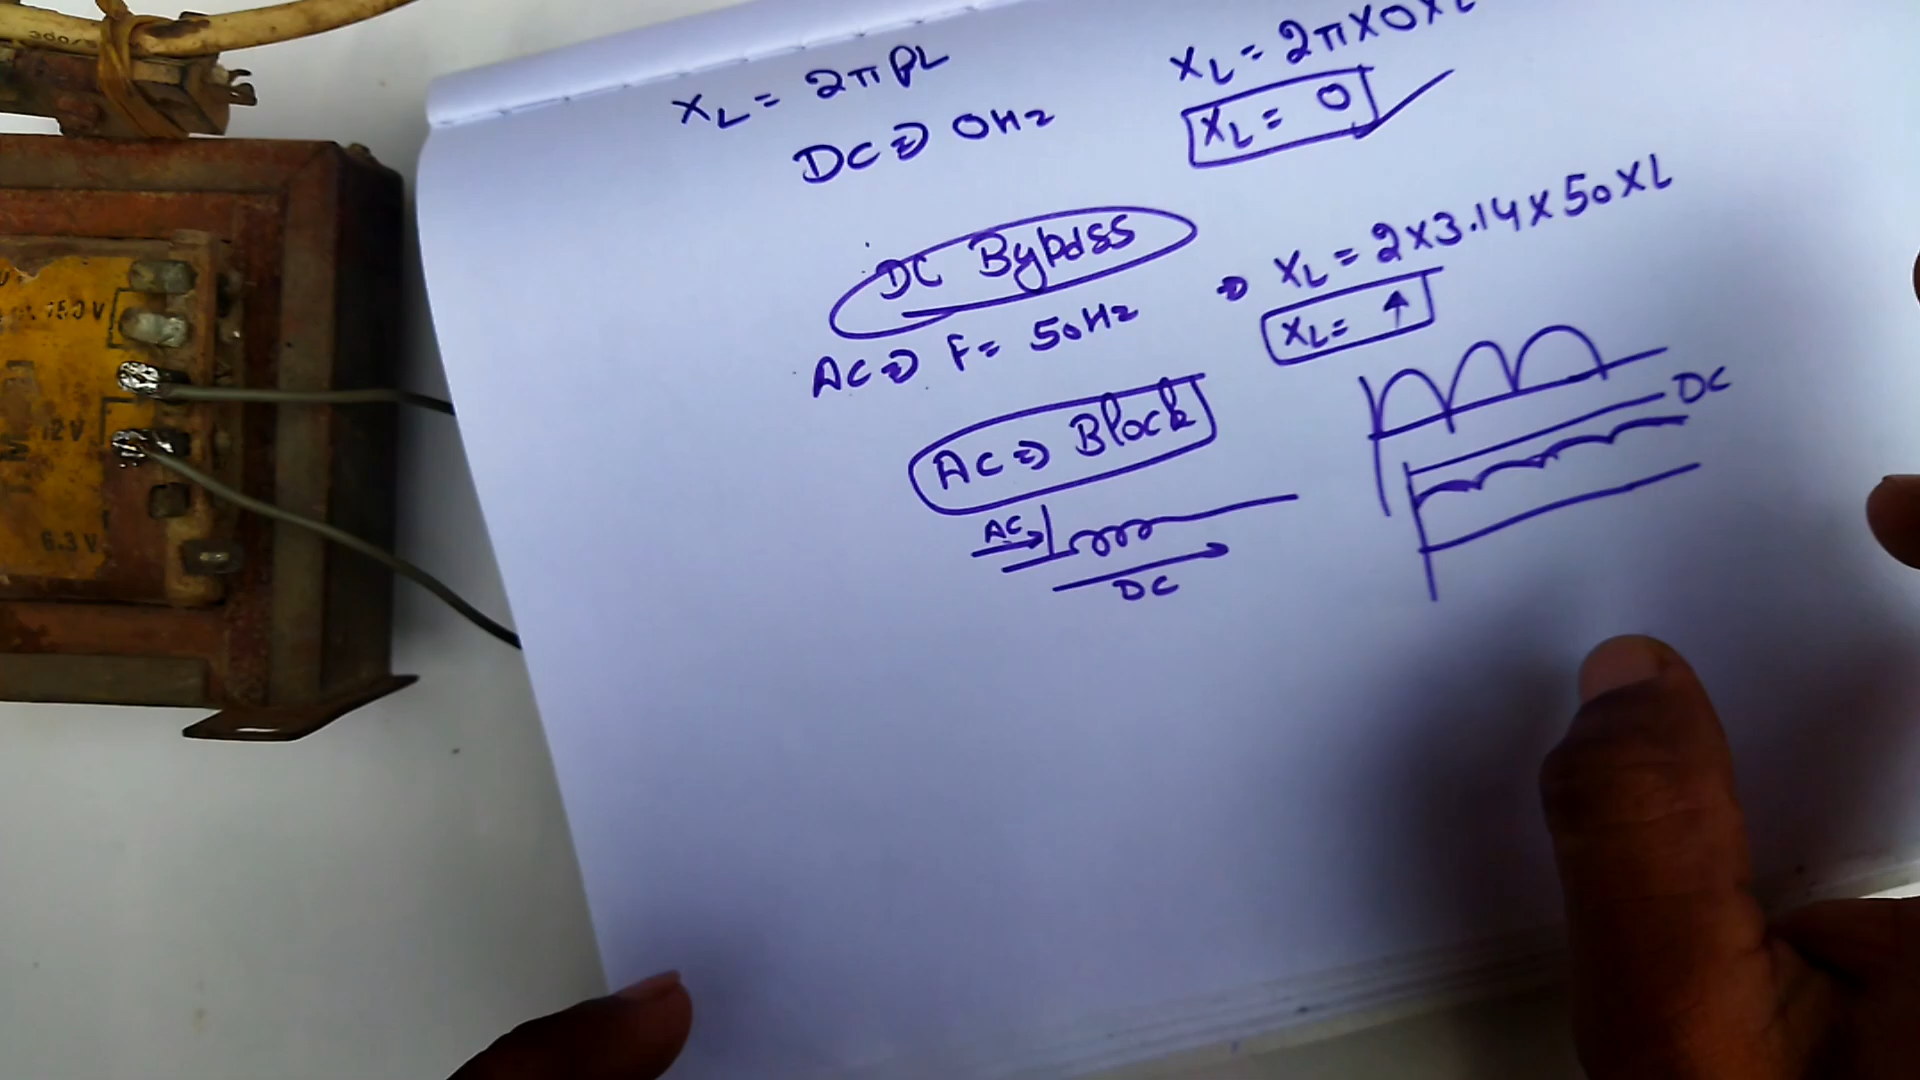 XL = 2πFL
XL = 2π×0×L
DC⇒ 0Hz
XL = 0
DC Bypass
AC⇒ F= 50Hz
⇒ XL = 2×3.14×50×L
XL= ↑
AC⇒ Block
DC
AC
DC
12V
6.3 V